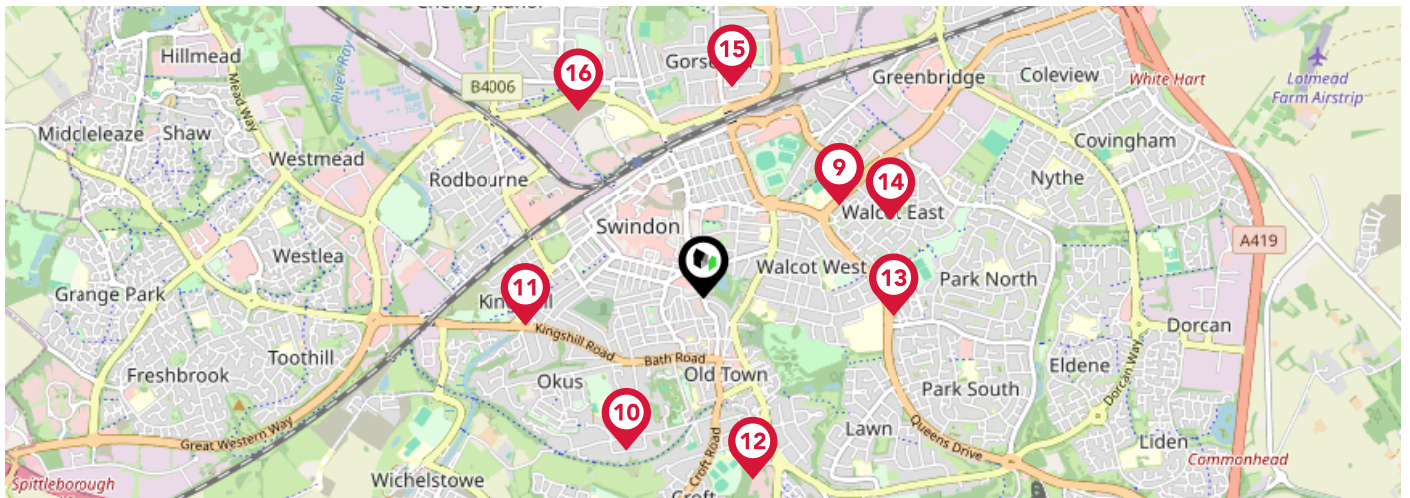 Hillmead
15
Gorse
16
B4006
River Ray
Mead Way
Greenbridge
Coleview
White Hart
Lotmead
Farm Airstrip
Midcleleaze
Shaw
Westmead
Rodbourne
Covingham
Nythe
9
14
Walcot East
Swindon
A419
Westlea
Walcot West
13
Park North
Grange Park
11
Kingshill
Kingshill Road
Bath Road
Old Town
Dorcan
Toothill
Freshbrook
Okus
Eldene
Park South
Dorcan Way
10
12
Lawn
Queens Drive
Great Western Way
Croft Road
Liden
Commonhead
Spittleborough
Wichelstowe
Croft